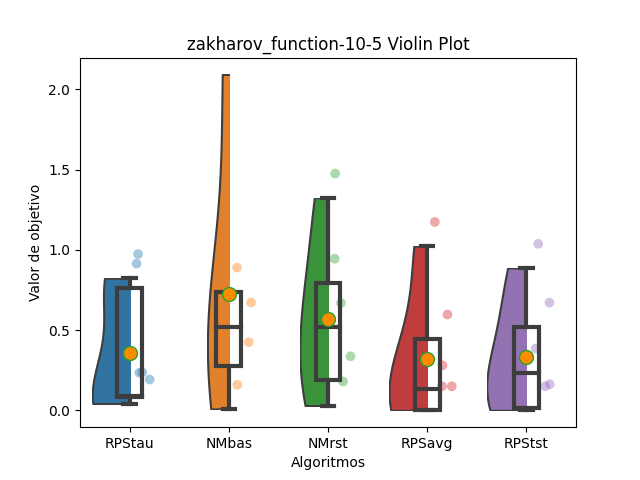 zakharov_function-10-5 Violin Plot
Valor de objetivo
2.0
1.5
1.0
0.5
0.0
RPStau NMbas NMrst RPSavg RPStst
Algoritmos